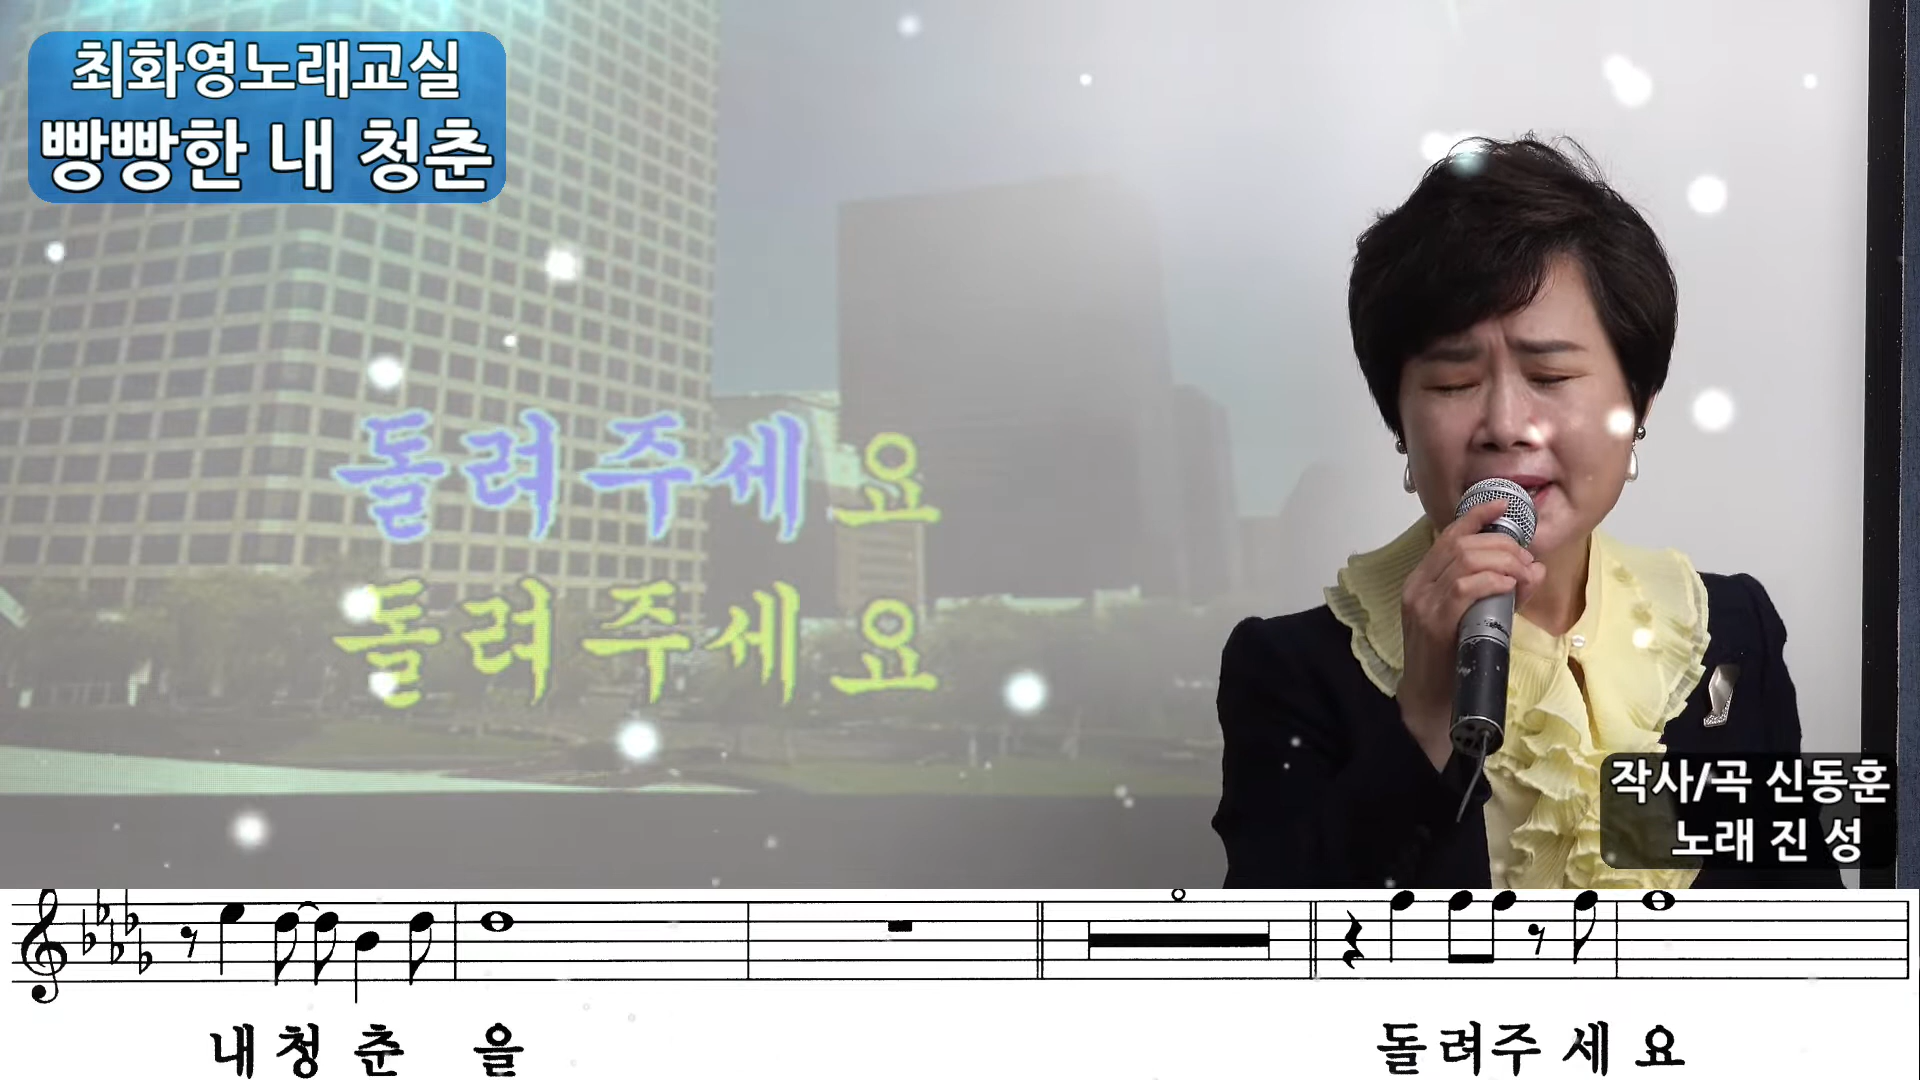 최화영노래교실
빵빵한 내 청춘
돌려주세요
돌려주세요
작사/곡 신동훈
노래 진 성
내 청 춘 을 돌려주 세 요